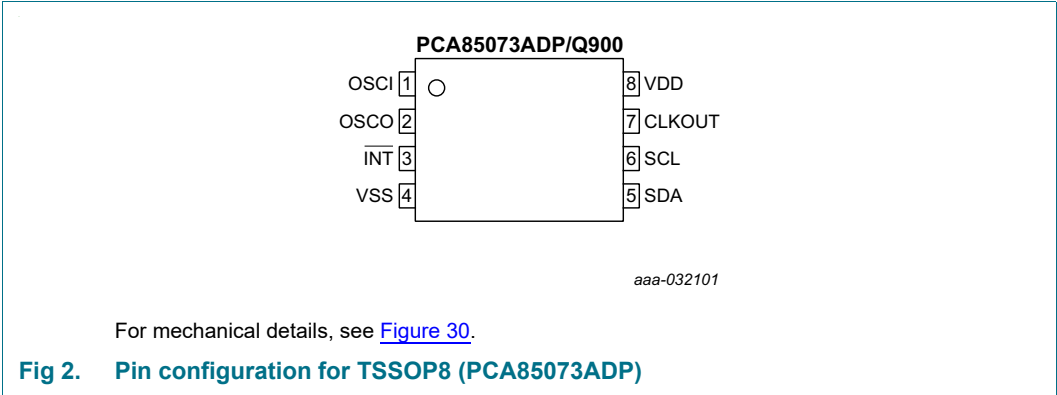 PCA85073ADP/Q900
OSCI 1
8 VDD
OSCO 2
7 CLKOUT
INT 3
6 SCL
VSS 4
5 SDA
aaa-032101
For mechanical details, see Figure 30.
Fig 2. Pin configuration for TSSOP8 (PCA85073ADP)